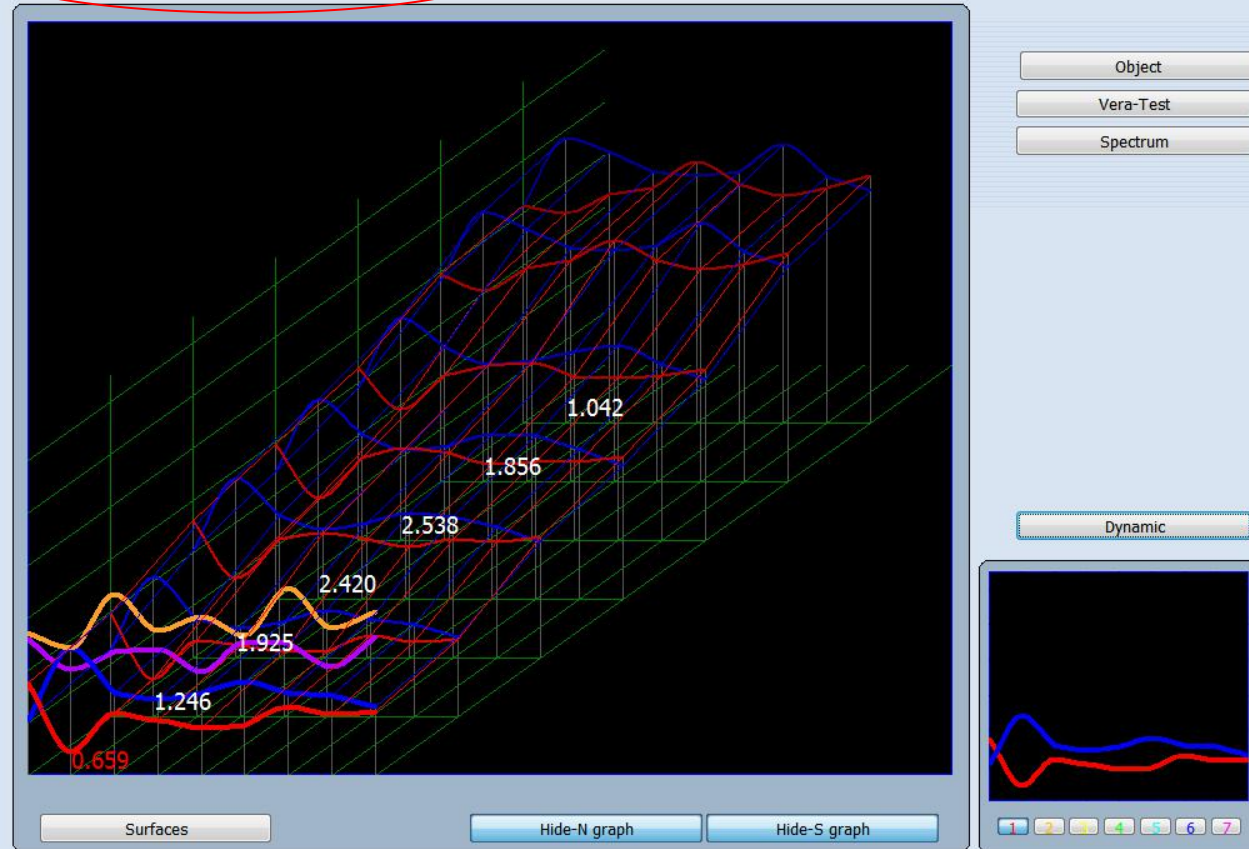 Object
Vera-Test
Spectrum
1.042
1.856
2.538
Dynamic
2.420
1.925
1.246
0.659
Surfaces
Hide-N graph
Hide-S graph
1 2 3 4 5 6 7